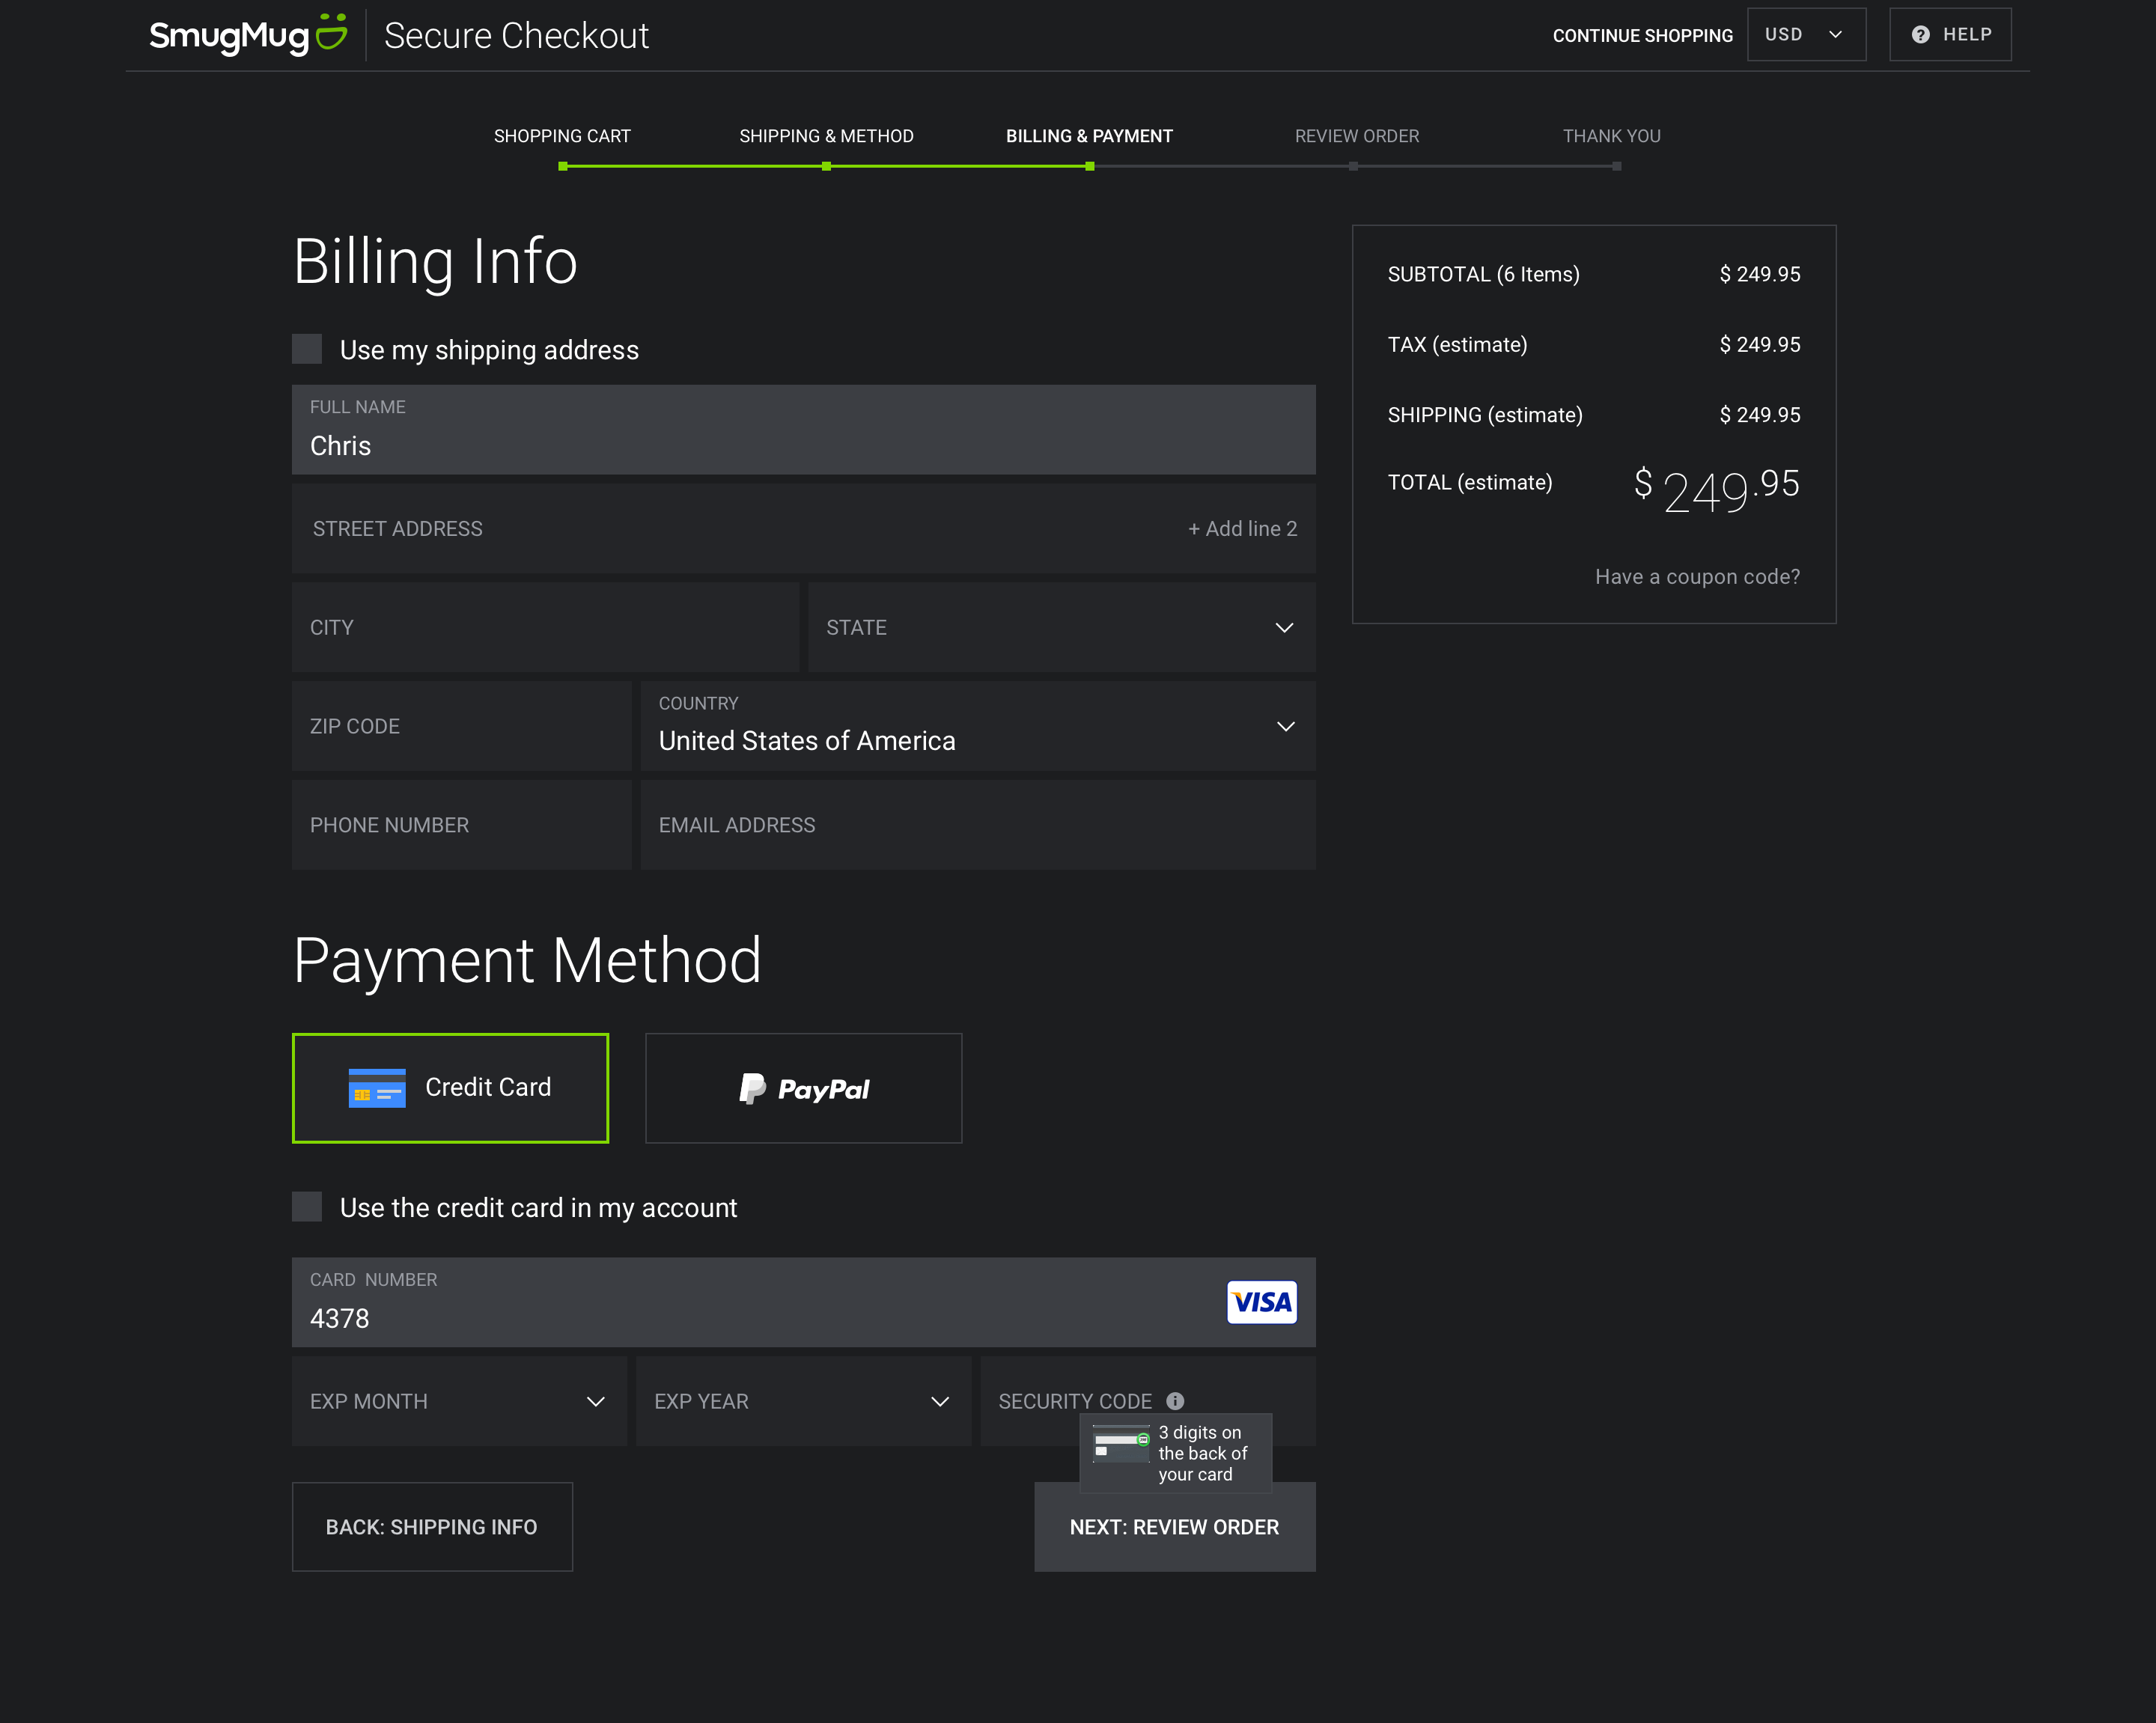 SmugMug Secure Checkout CONTINUE SHOPPING USD HELP
SHOPPING CART SHIPPING & METHOD BILLING & PAYMENT REVIEW ORDER THANK YOU
Billing Info
Use my shipping address
FULL NAME
Chris
STREET ADDRESS + Add line 2
CITY STATE
ZIP CODE
COUNTRY
United States of America
PHONE NUMBER EMAIL ADDRESS
SUBTOTAL (6 Items) $ 249.95
TAX (estimate) $ 249.95
SHIPPING (estimate) $ 249.95
TOTAL (estimate) $ 249.95
Have a coupon code?
Payment Method
Credit Card PayPal
Use the credit card in my account
CARD NUMBER
4378
VISA
EXP MONTH EXP YEAR SECURITY CODE
3 digits on
the back of
your card
BACK: SHIPPING INFO NEXT: REVIEW ORDER